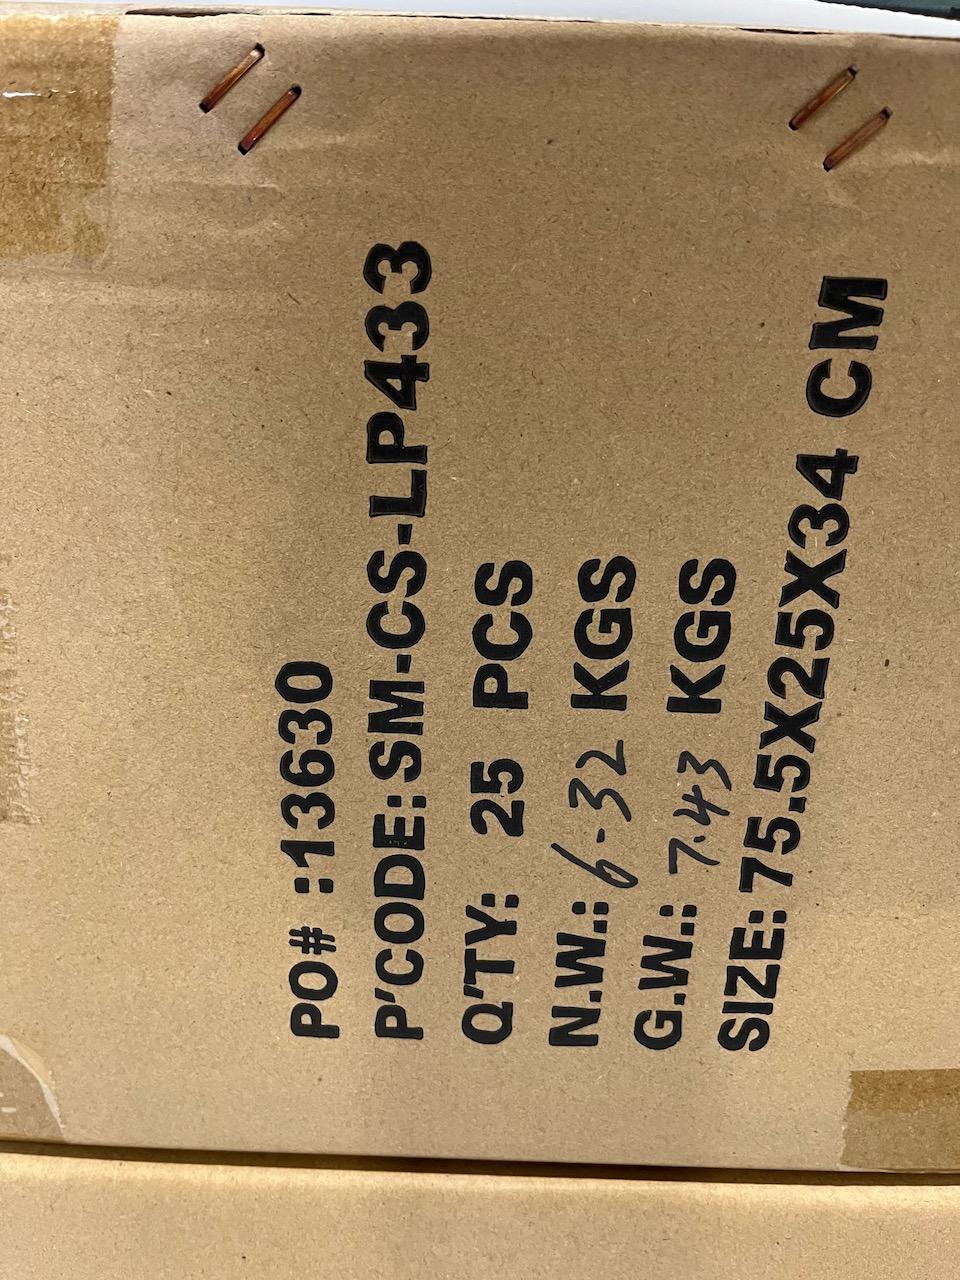 PO# :13630
P'CODE:SM-CS-LP433
Q'TY: 25 PCS
N.W.: 6-32 KGS
G.W.: 7.43 KGS
SIZE:75.5X25X34 CM